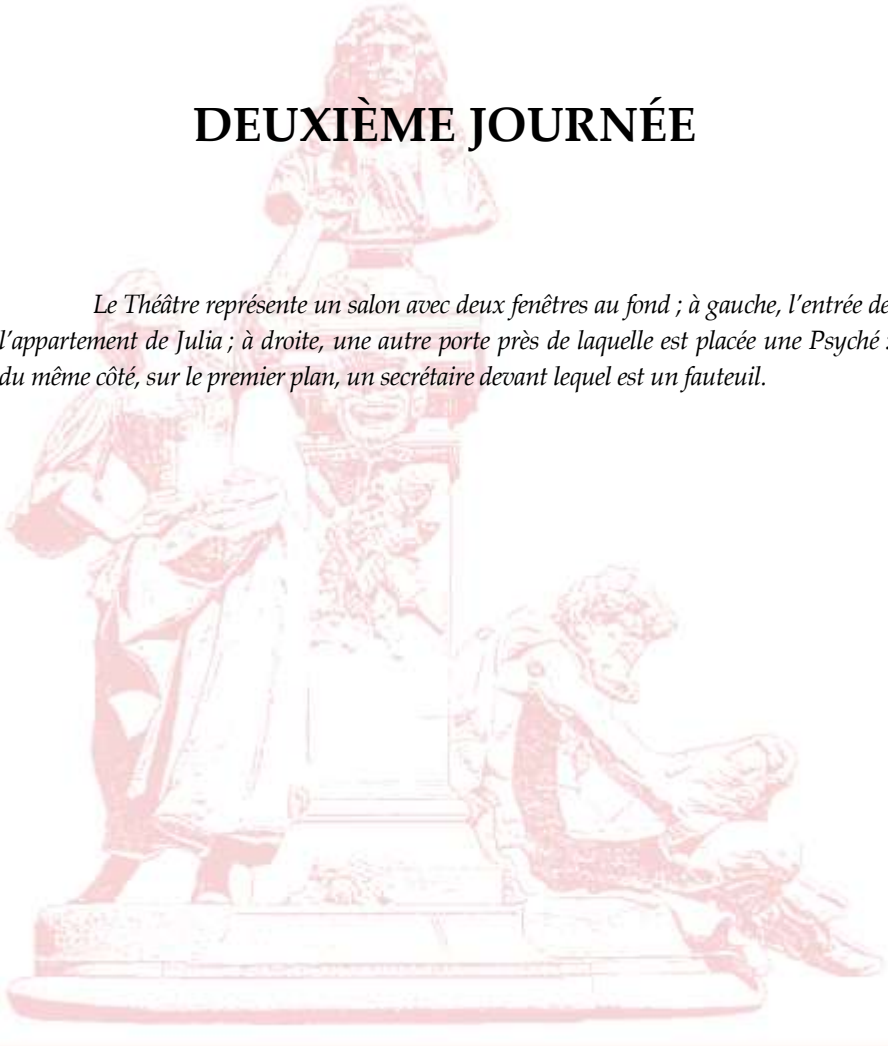 DEUXIÈME JOURNÉE
Le Théâtre représente un salon avec deux fenêtres au fond ; à gauche, l’entrée de
l’appartement de Julia ; à droite, une autre porte près de laquelle est placée une Psyché :
du même côté, sur le premier plan, un secrétaire devant lequel est un fauteuil.